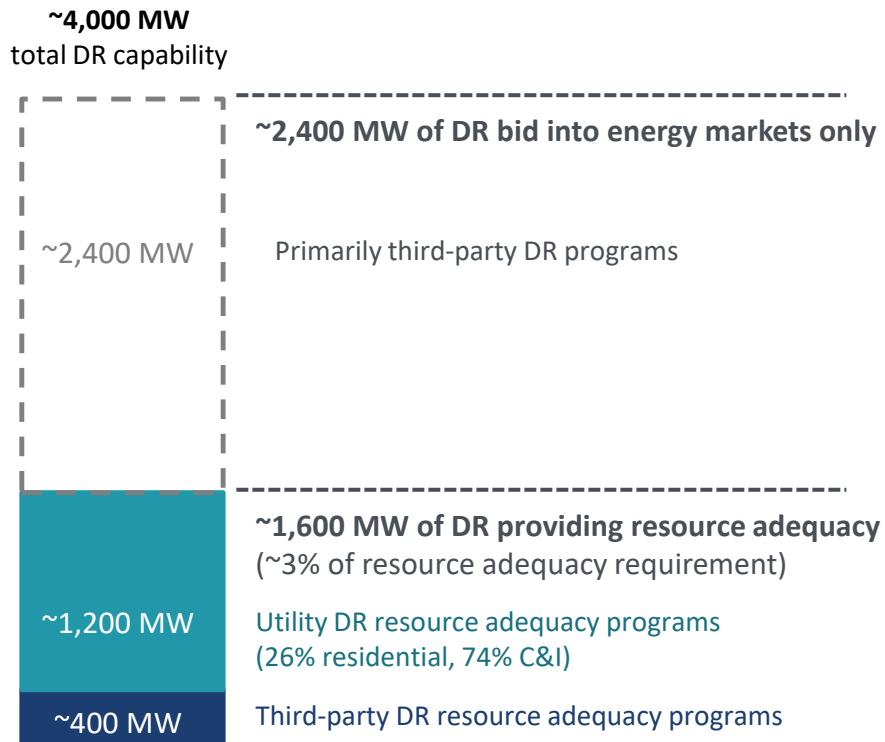 ~4,000 MW
total DR capability
~2,400 MW of DR bid into energy markets only
~2,400 MW
Primarily third-party DR programs
~1,600 MW of DR providing resource adequacy
(~3% of resource adequacy requirement)
~1,200 MW
Utility DR resource adequacy programs
(26% residential, 74% C&I)
~400 MW
Third-party DR resource adequacy programs